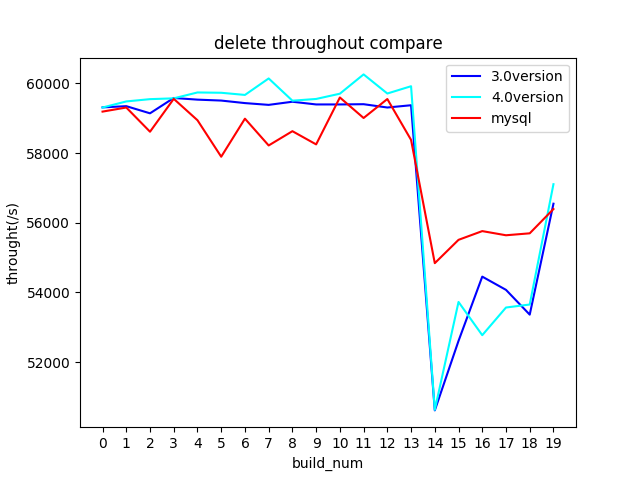 delete throughout compare
3.0version
4.0version
mysql
throught(/s)
60000
58000
56000
54000
52000
0 1 2 3 4 5 6 7 8 9 10 11 12 13 14 15 16 17 18 19
build_num